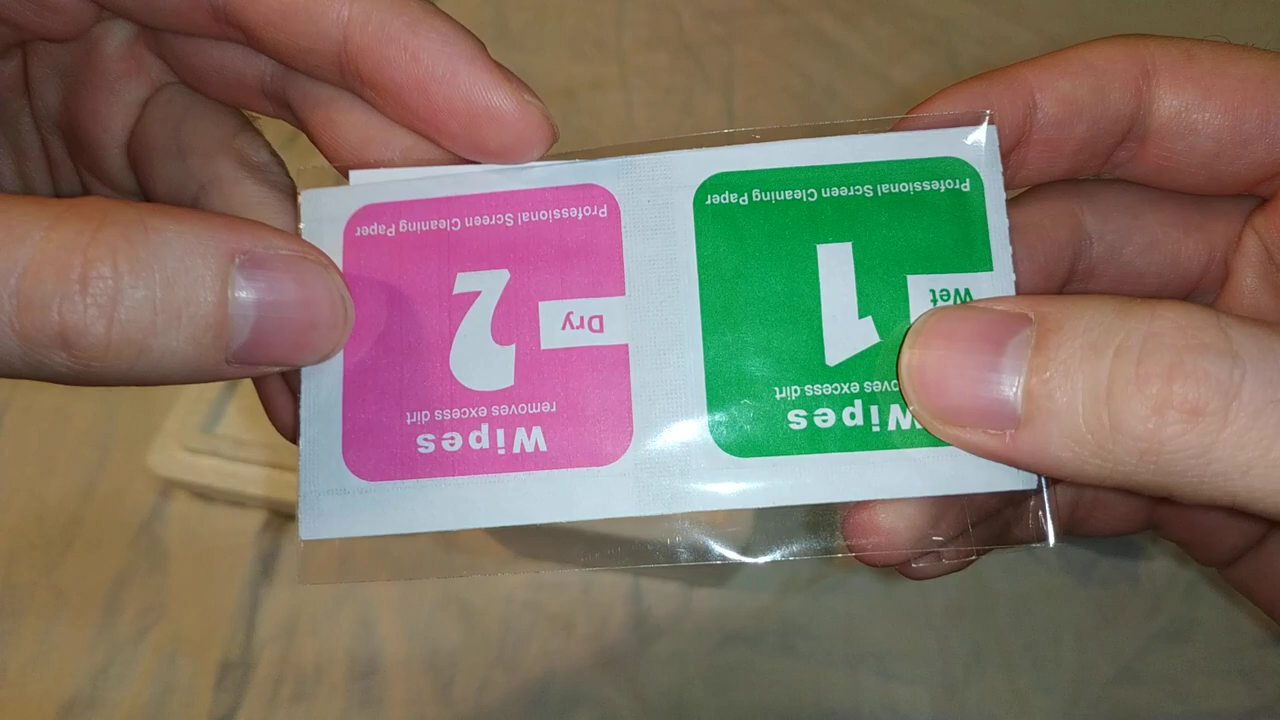 Wipes
removes excess dirt
1
Wet
Professional Screen Cleaning Paper
Wipes
removes excess dirt
2
Dry
Professional Screen Cleaning Paper